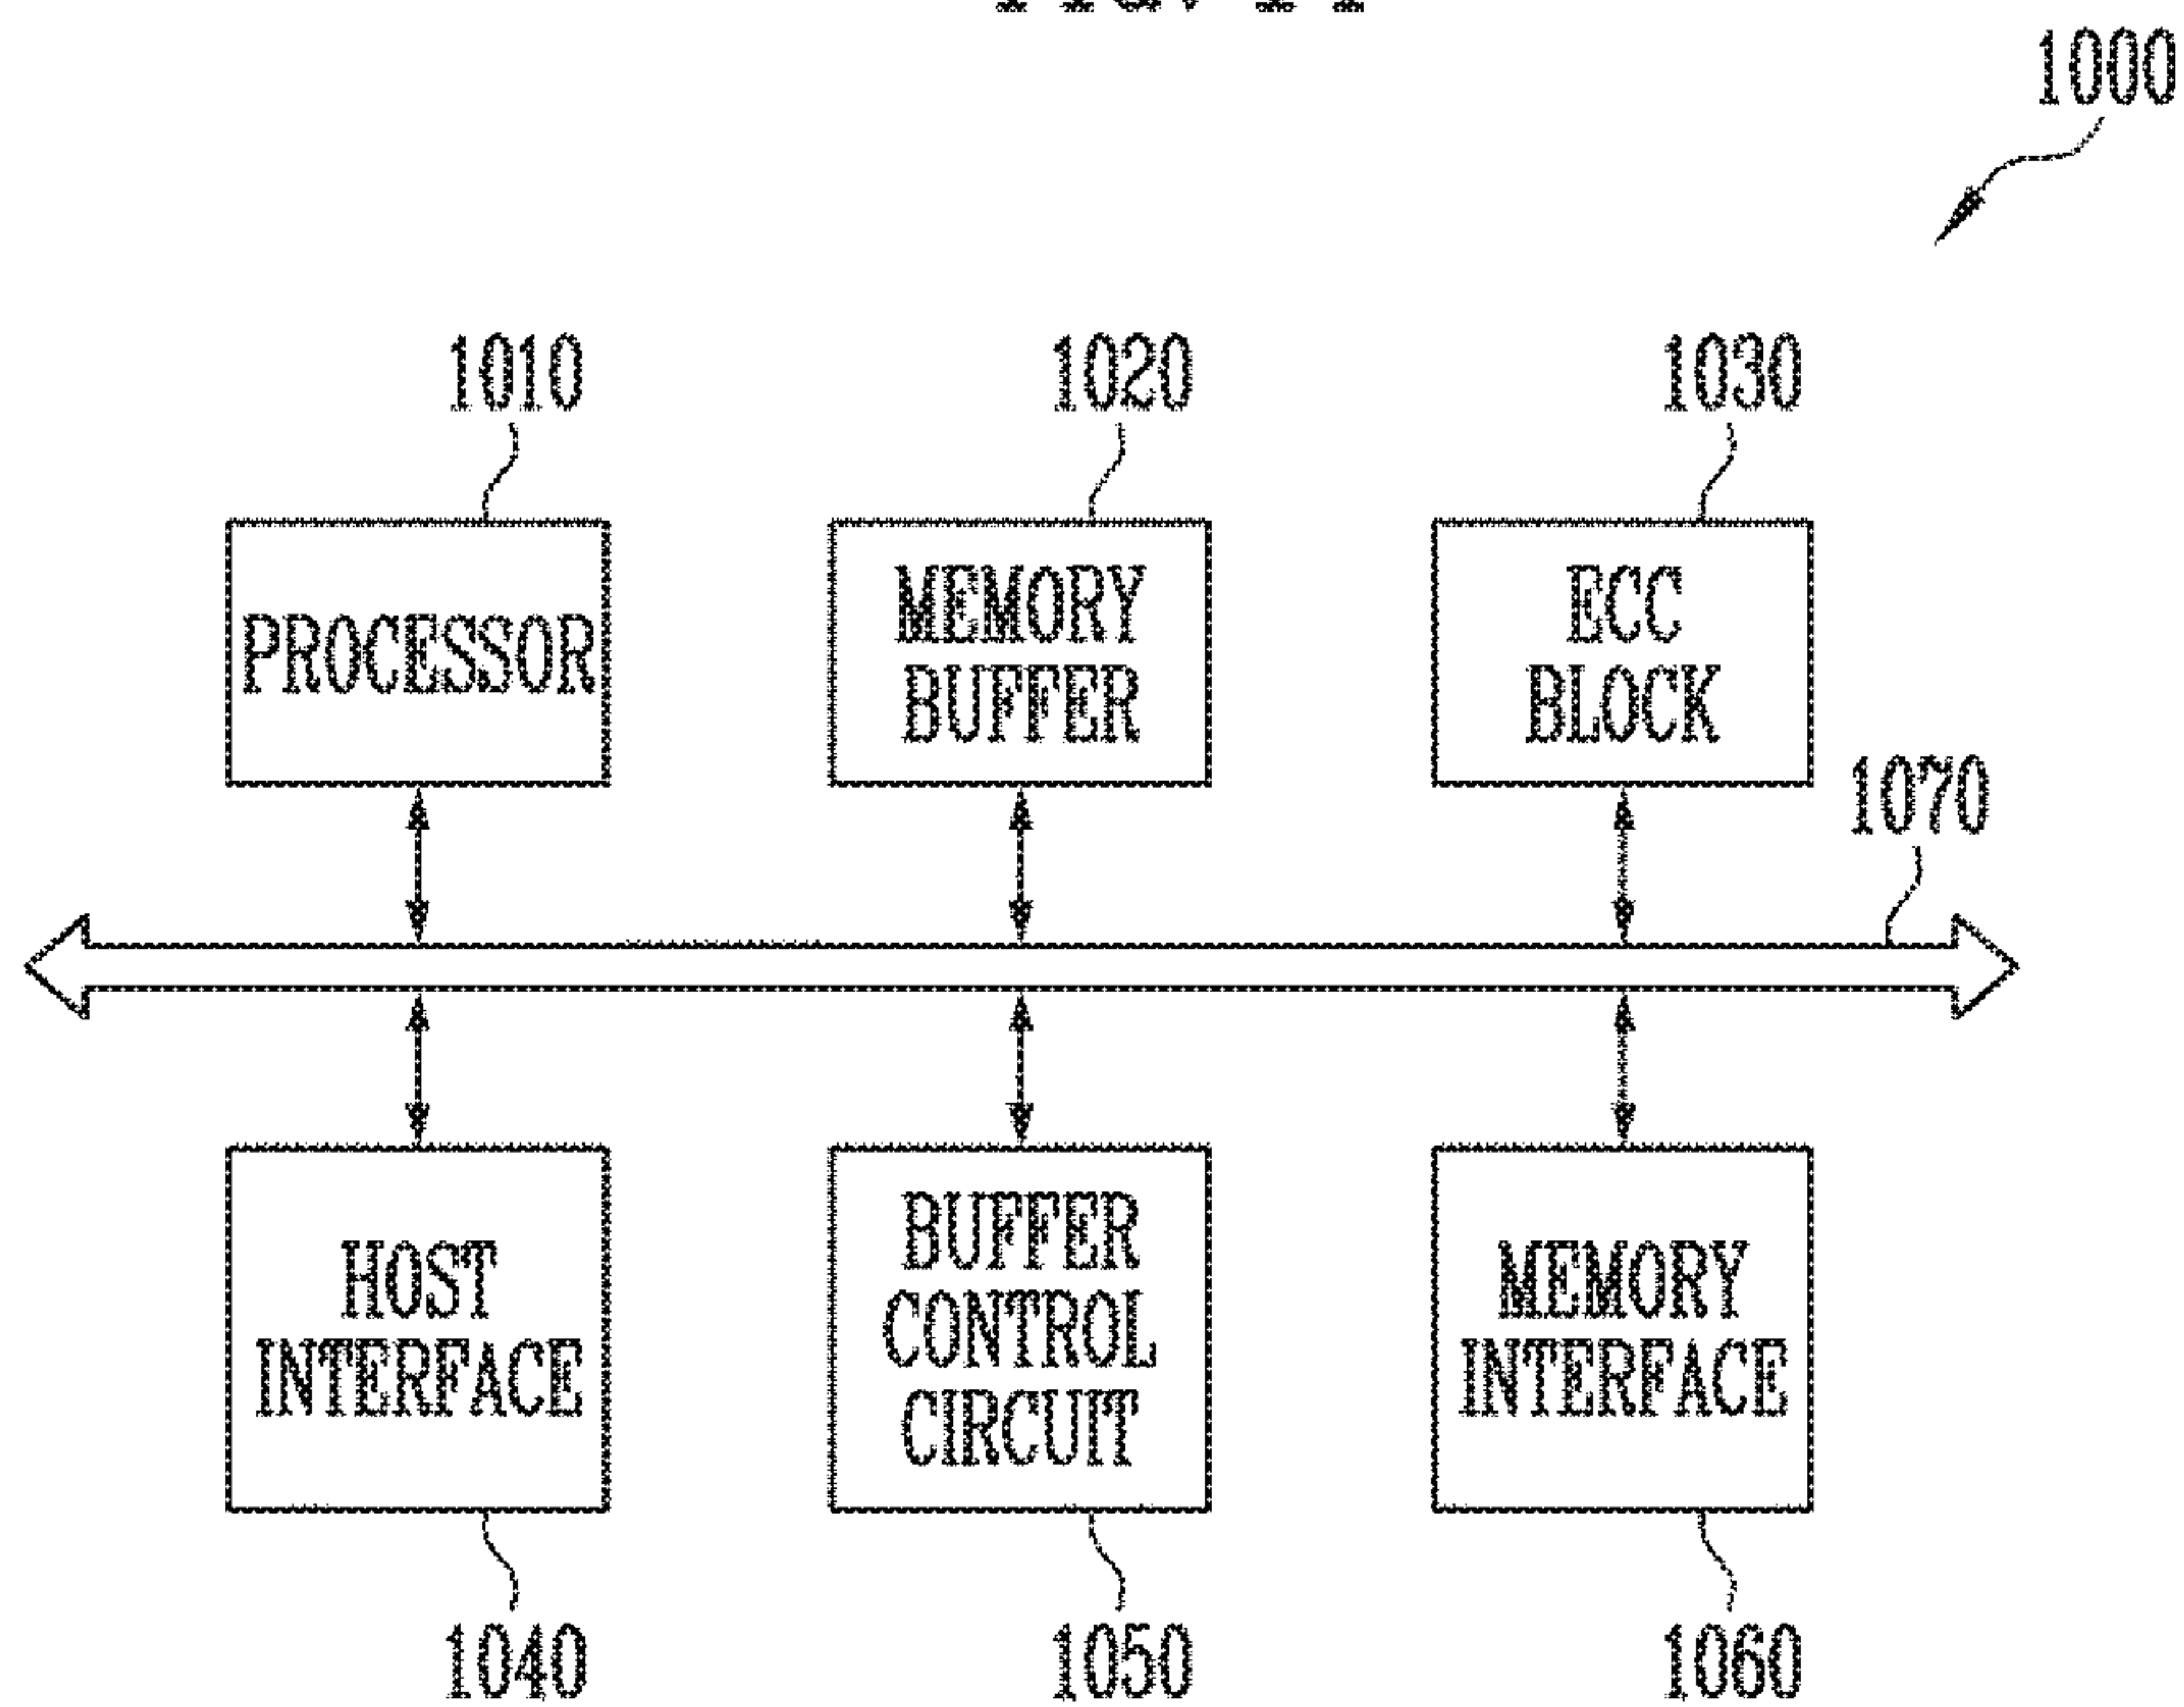 1000
1010
1020
1030
PROCESSOR
MEMORY
BUFFER
ECC
BLOCK
1070
HOST
INTERFACE
BUFFER
CONTROL
CIRCUIT
MEMORY
INTERFACE
1040
1050
1060